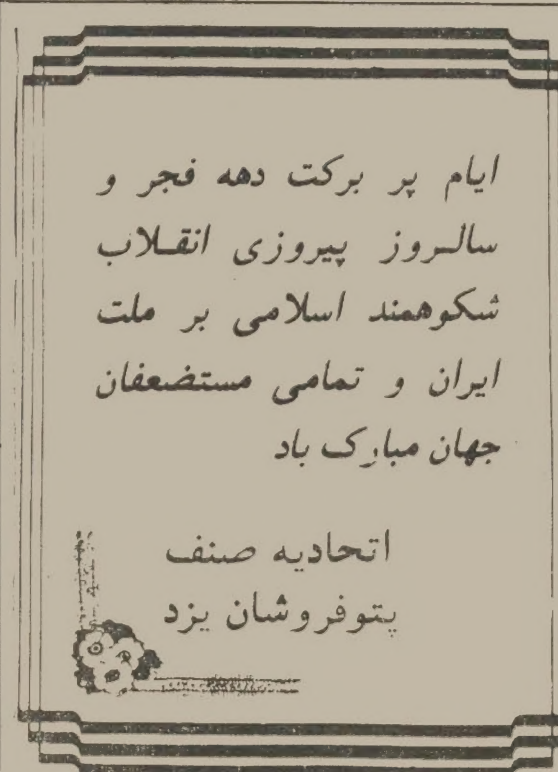 ایام پر برکت دهه فجر و
سالروز پیروزی انقلاب
شکوهمند اسلامی بر ملت
ایران و تمامی مستضعفان
جهان مبارک باد
اتحادیه صنف
پتوفروشان یزد